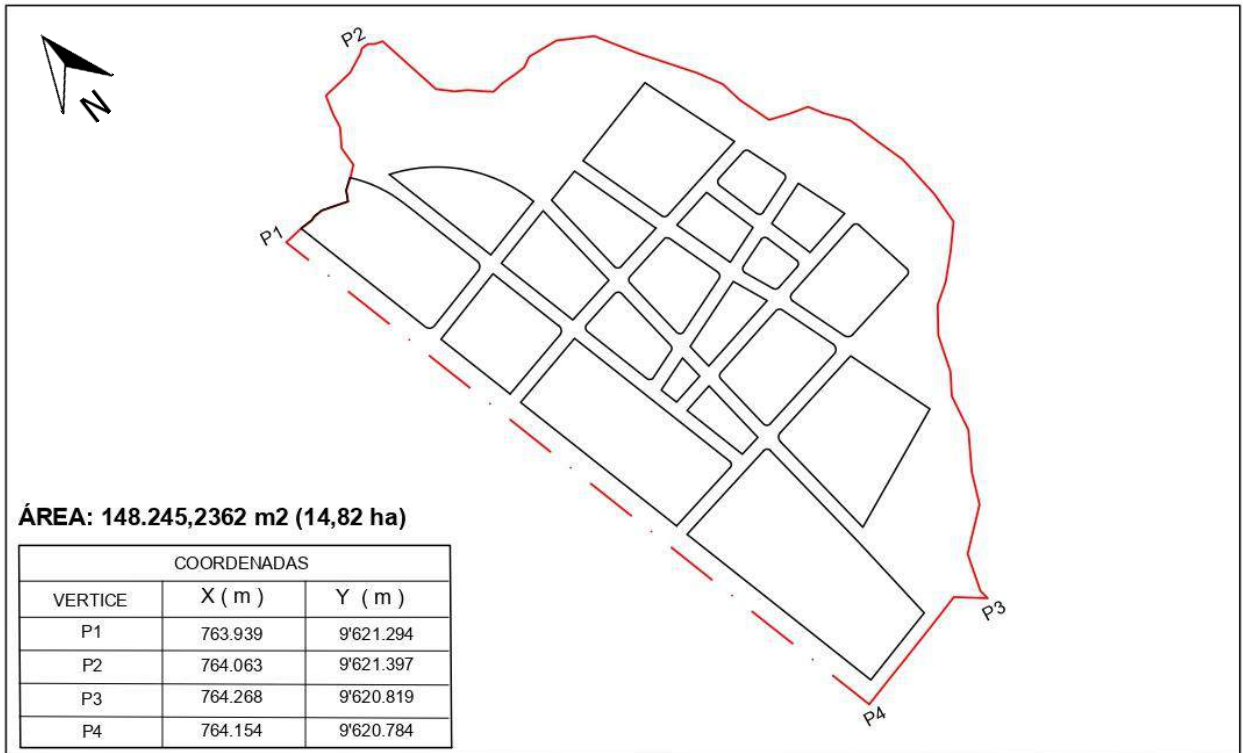 P2
N
P1
ÁREA: 148.245,2362 m2 (14,82 ha)
COORDENADAS
VERTICE X ( m ) Y ( m )
P1 763.939 9'621.294
P2 764.063 9'621.397
P3 764.268 9'620.819
P4 764.154 9'620.784
P3
P4